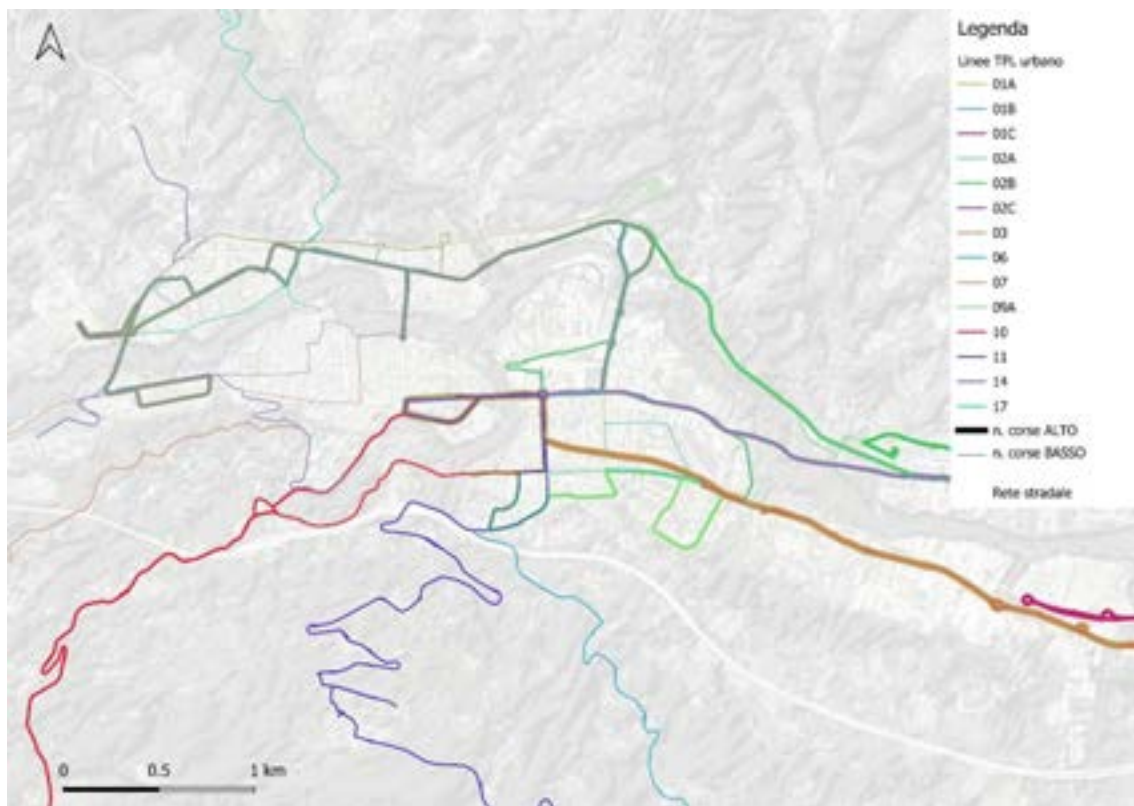 Legenda
Linee TPL urbano
01A
01B
01C
02A
02B
02C
03
06
07
09A
10
11
14
17
n. corse ALTO
n. corse BASSO
Rete stradale
0 0.5 1 km